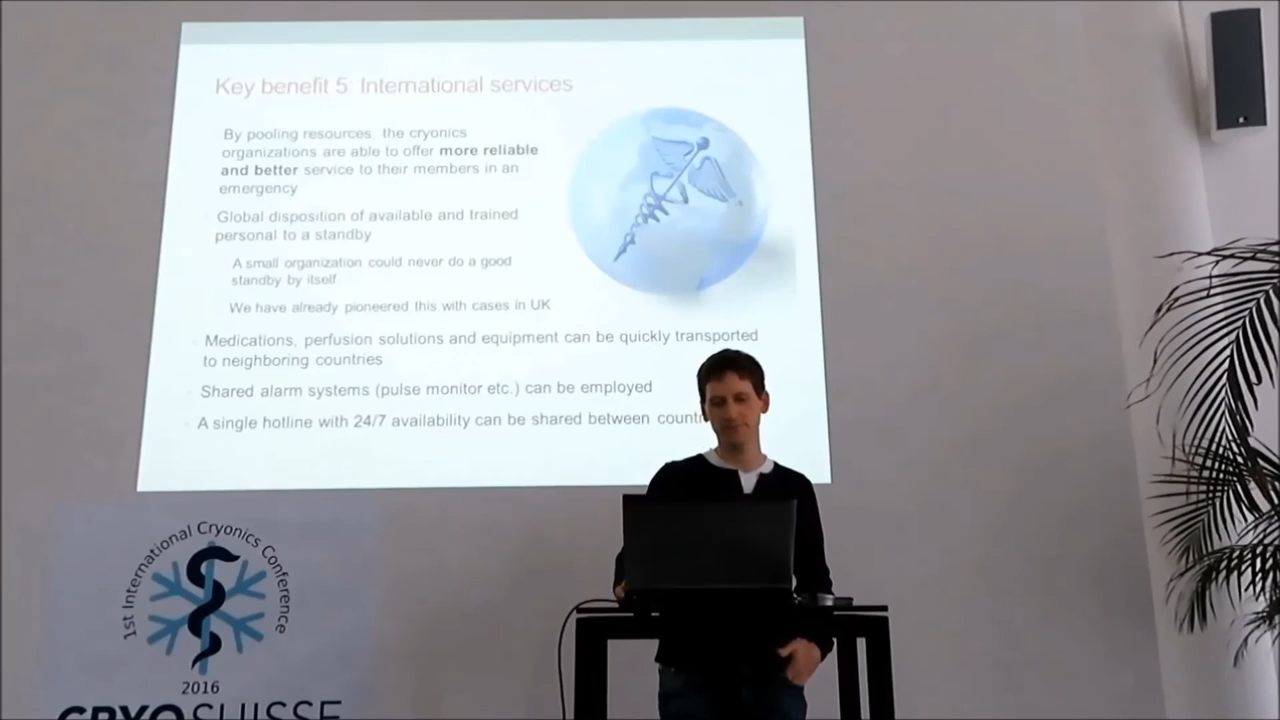 Key benefit 5: International services
By pooling resources, the cryonics
organizations are able to offer more reliable
and better service to their members in an
emergency
Global disposition of available and trained
personal to a standby
A small organization could never do a good
standby by itself
We have already pioneered this with cases in UK
Medications, perfusion solutions and equipment can be quickly transported
to neighboring countries
Shared alarm systems (pulse monitor etc.) can be employed
A single hotline with 24/7 availability can be shared between
1st International Cryonics Conference
2016
CRYOSUISSE